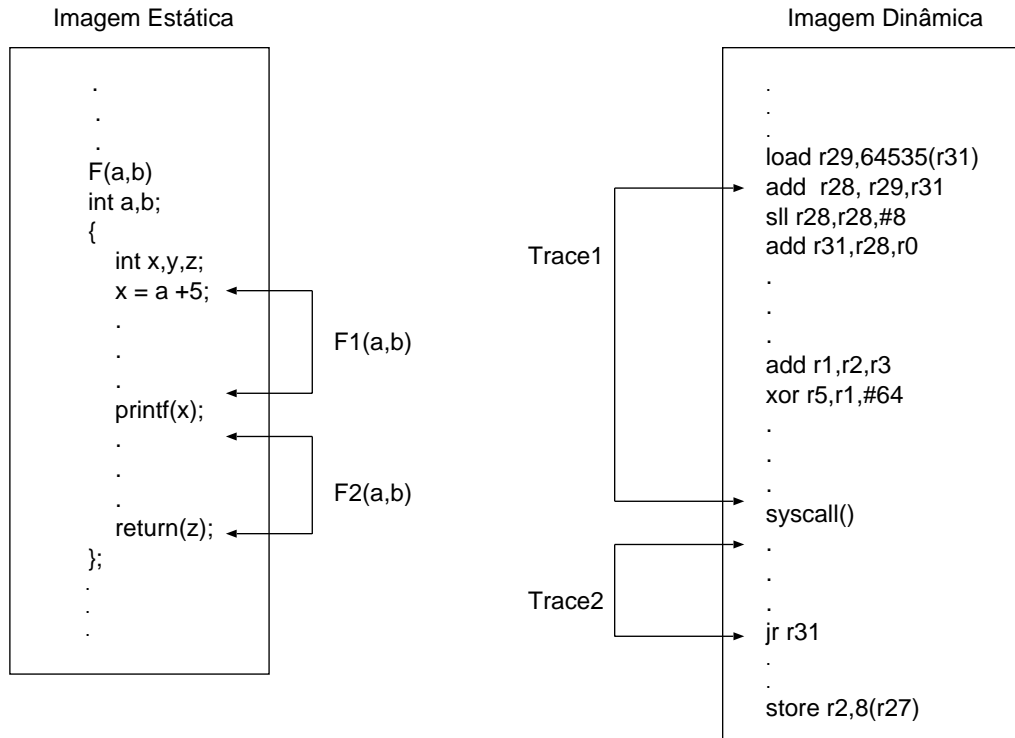 Imagem Estática
.
.
.
F(a,b)
int a,b;
{
int x,y,z;
x = a +5;
.
.
.
printf(x);
.
.
.
return(z);
};
.
.
.
F1(a,b)
F2(a,b)
Imagem Dinâmica
.
.
.
load r29,64535(r31)
add r28, r29,r31
sll r28,r28,#8
add r31,r28,r0
.
.
.
add r1,r2,r3
xor r5,r1,#64
.
.
.
syscall()
.
.
.
jr r31
.
.
store r2,8(r27)
Trace1
Trace2